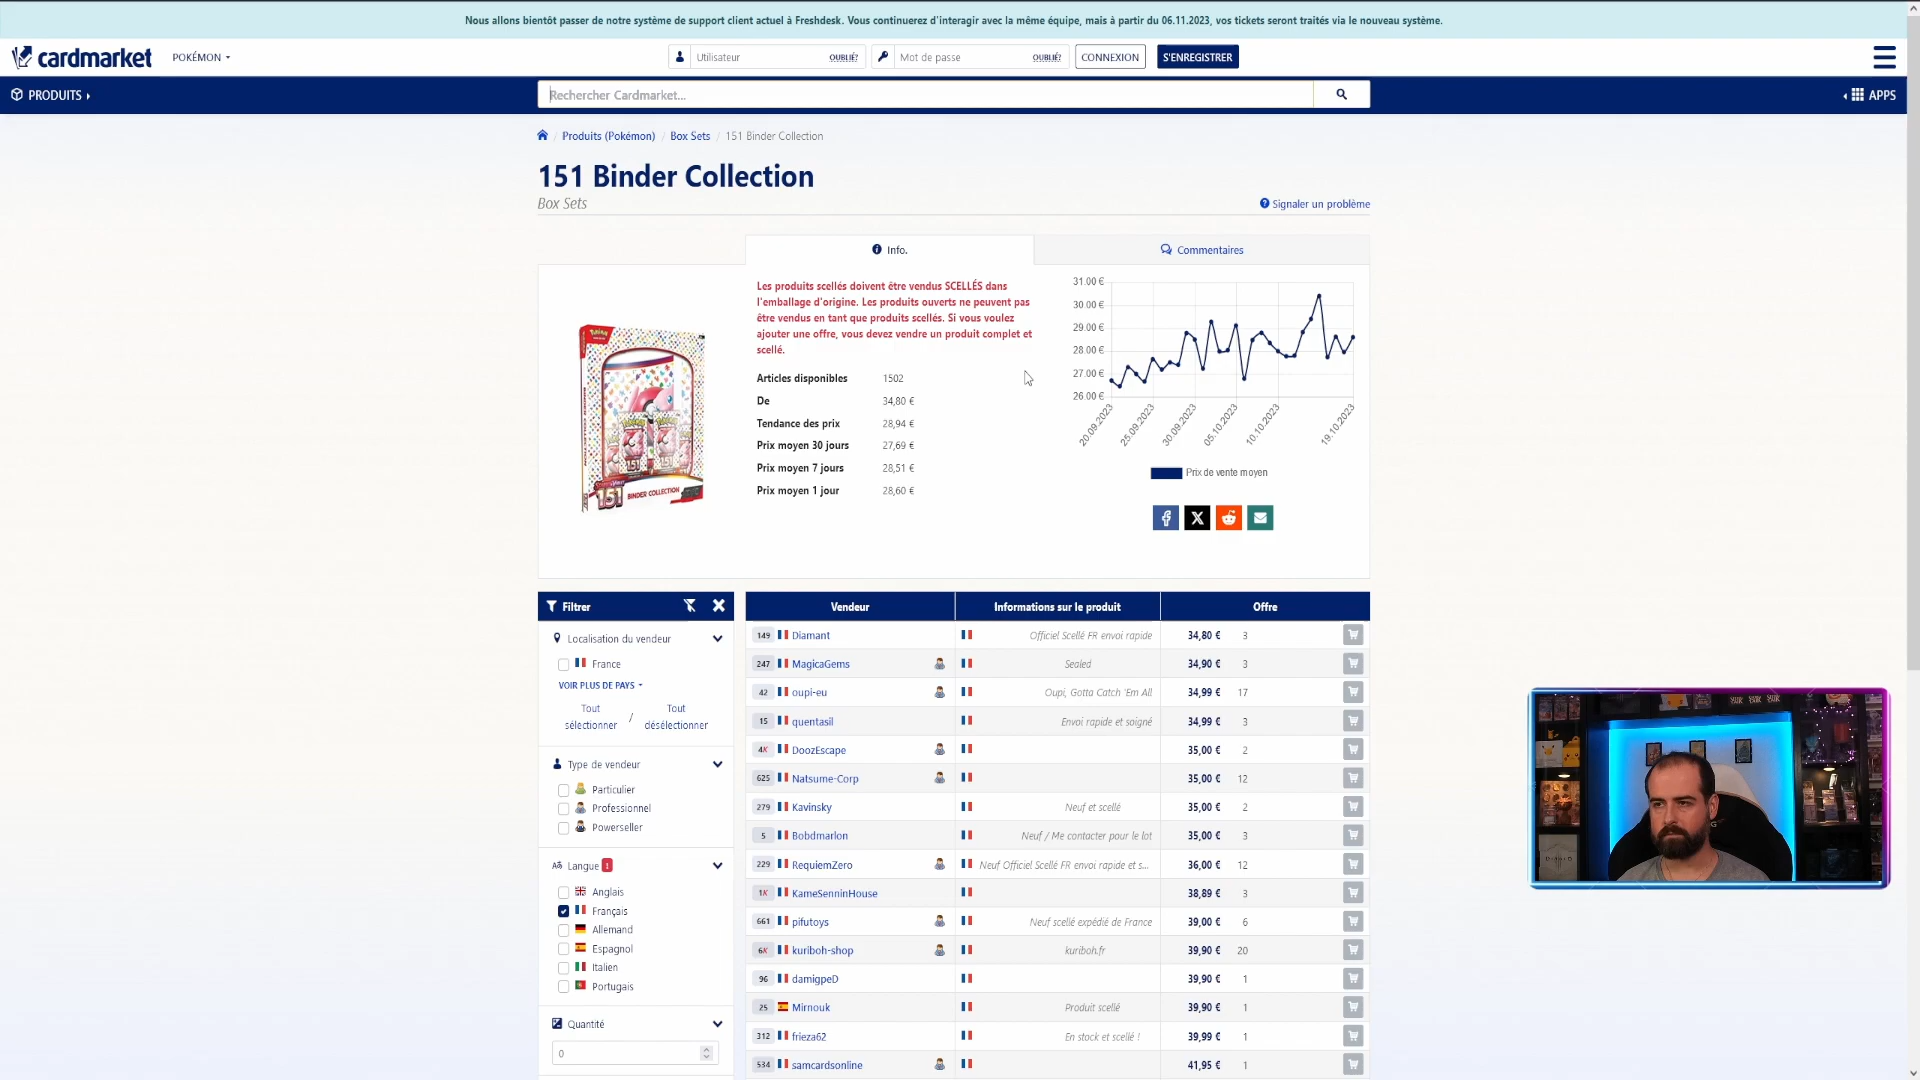 Nous allons bientôt passer de notre système de support client actuel à Freshdesk. Vous continuerez d'interagir avec la même équipe, mais à partir du 06.11.2023, vos tickets seront traités via le nouveau système.
cardmarket POKÉMON Utilisateur OUBLIÉ? Mot de passe OUBLIÉ? CONNEXION S'ENREGISTRER
PRODUITS Rechercher Cardmarket... APPS
/ Produits (Pokémon) / Box Sets / 151 Binder Collection
151 Binder Collection
Box Sets
Signaler un problème
Info. Commentaires
Les produits scellés doivent être vendus SCELLÉS dans
l'emballage d'origine. Les produits ouverts ne peuvent pas
être vendus en tant que produits scellés. Si vous voulez
ajouter une offre, vous devez vendre un produit complet et
scellé.
Articles disponibles 1502
De 34,80 €
Tendance des prix 28,94 €
Prix moyen 30 jours 27,69 €
Prix moyen 7 jours 28,51 €
Prix moyen 1 jour 28,60 €
31.00 €
30.00 €
29.00 €
28.00 €
27.00 €
26.00 €
20.09.2023 25.09.2023 30.09.2023 05.10.2023 10.10.2023 19.10.2023
Prix de vente moyen
151 BINDER COLLECTION
Filtrer
Localisation du vendeur
France
VOIR PLUS DE PAYS
Tout sélectionner / Tout désélectionner
Type de vendeur
Particulier
Professionnel
Powerseller
Langue 1
Anglais
Français
Allemand
Espagnol
Italien
Portugais
Quantité
0
Vendeur Informations sur le produit Offre
149 Diamant Officiel Scellé FR envoi rapide 34,80 € 3
247 MagicaGems Sealed 34,90 € 3
42 oupi-eu Oupi, Gotta Catch 'Em All 34,99 € 17
15 quentasil Envoi rapide et soigné 34,99 € 3
4K DoozEscape 35,00 € 2
625 Natsume-Corp 35,00 € 12
279 Kavinsky Neuf et scellé 35,00 € 2
5 Bobdmarlon Neuf / Me contacter pour le lot 35,00 € 3
229 RequiemZero Neuf Officiel Scellé FR envoi rapide et s... 36,00 € 12
1K KameSenninHouse 38,89 € 3
661 pifutoys Neuf scellé expédié de France 39,00 € 6
6K kuriboh-shop kuriboh.fr 39,90 € 20
96 damigpeD 39,90 € 1
25 Mirnouk Produit scellé 39,90 € 1
312 frieza62 En stock et scellé ! 39,99 € 1
534 samcardsonline 41,95 € 1